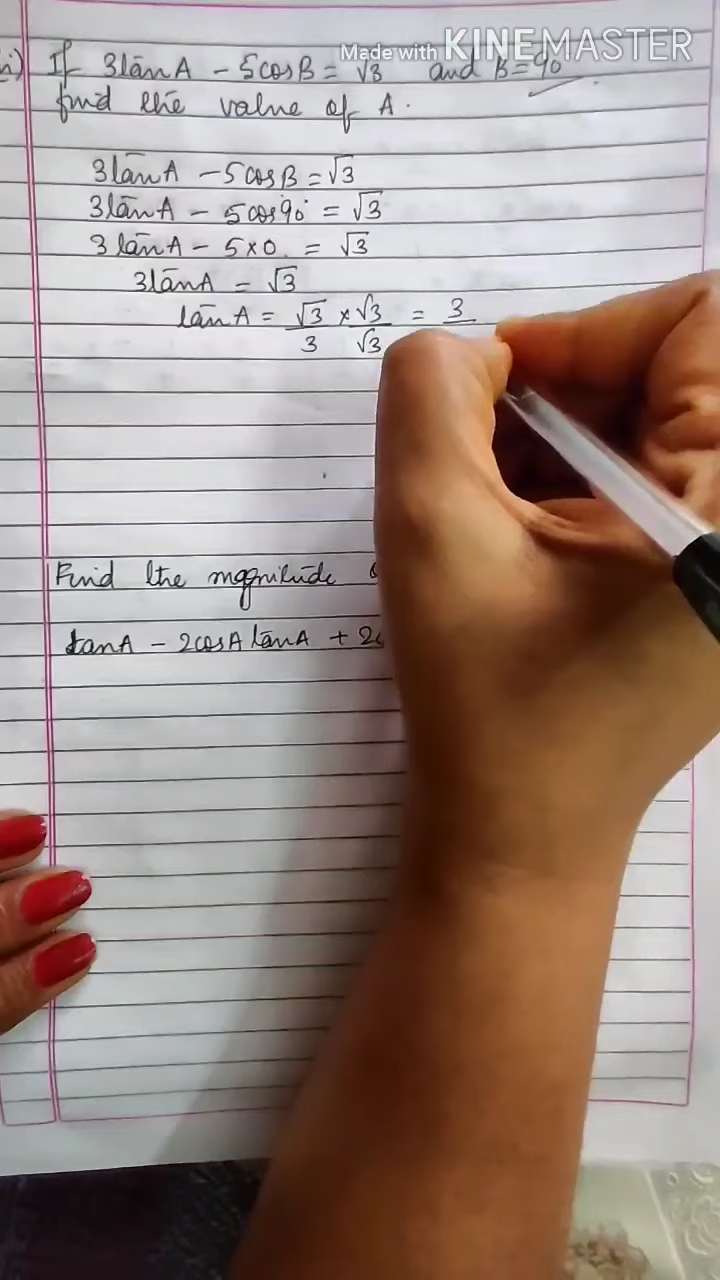 Made with KINEMASTER
If 3tanA - 5cosB = √3 and B = 90°
find the value of A.
3tanA - 5cosB = √3
3tanA - 5cos90° = √3
3tanA - 5×0 = √3
3tanA = √3
tanA = √3/3 × √3/√3 = 3
Find the magnitude
tanA - 2cosA tanA + 2